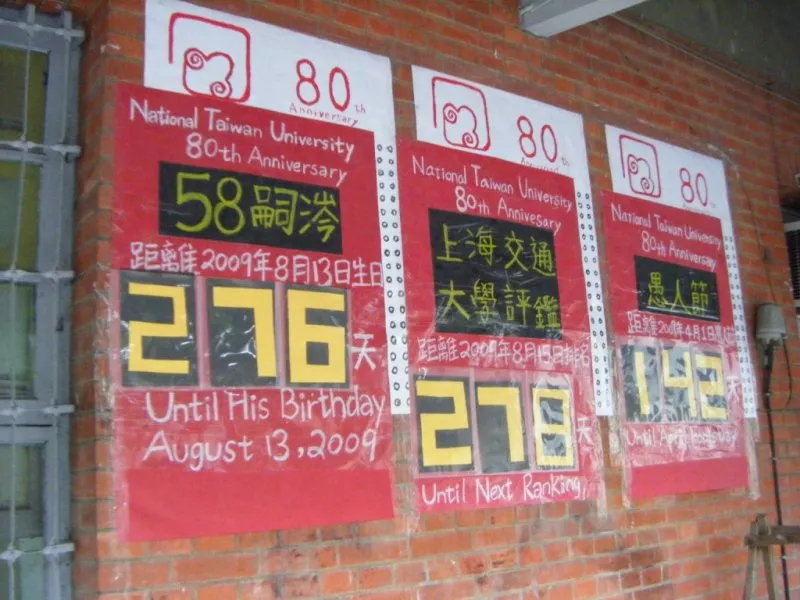 80th
Anniversary
National Taiwan University
80th Anniversary
58嗣涔
距離2009年8月13日生日
276天
Until His Birthday
August 13, 2009
80th
Anniversary
National Taiwan University
80th Annivesary
上海交通
大學評鑑
距離2009年8月15日
278天
Until Next Ranking
80th
National Taiwan University
80th Anniversary
愚人節
距離2009年4月1日
142天
Until April Fools Day